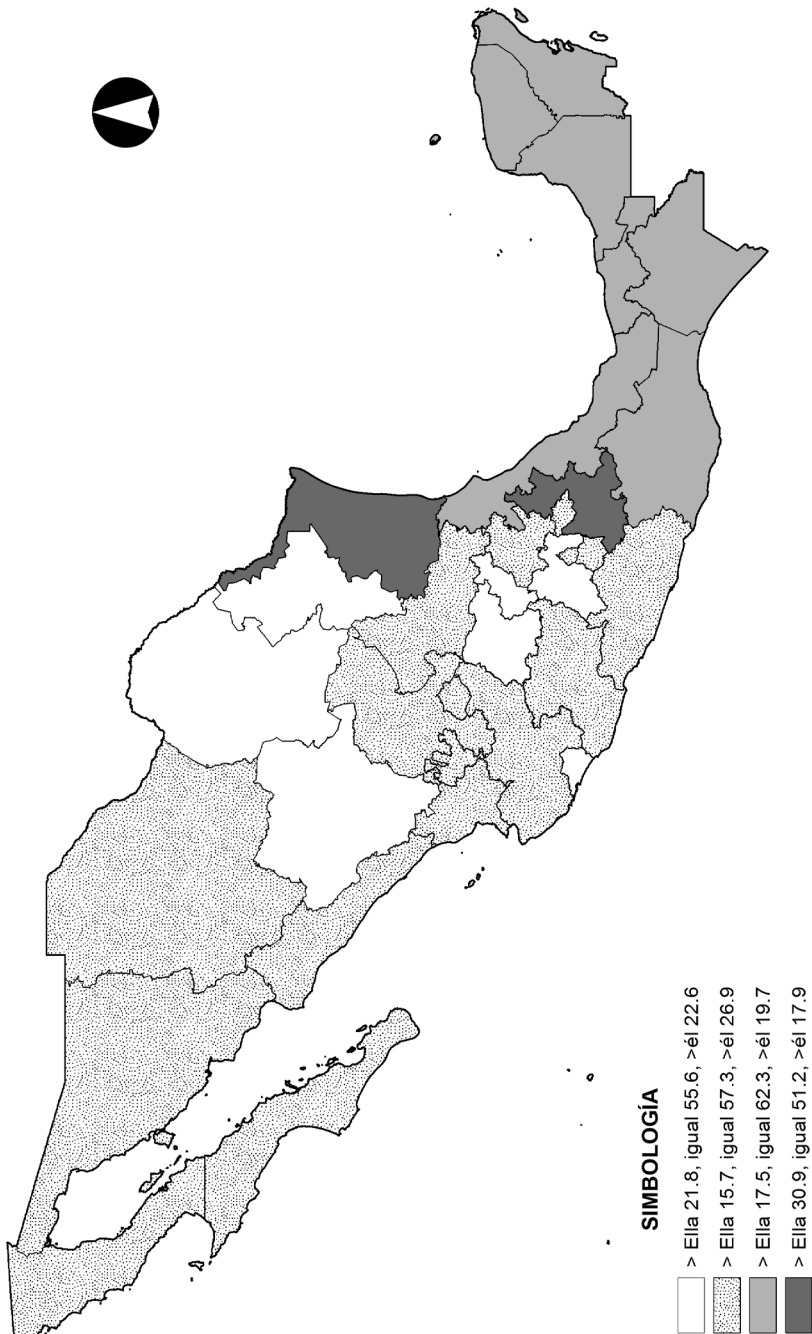 SIMBOLOGÍA
> Ella 21.8, igual 55.6, >él 22.6
> Ella 15.7, igual 57.3, >él 26.9
> Ella 17.5, igual 62.3, >él 19.7
> Ella 30.9, igual 51.2, >él 17.9